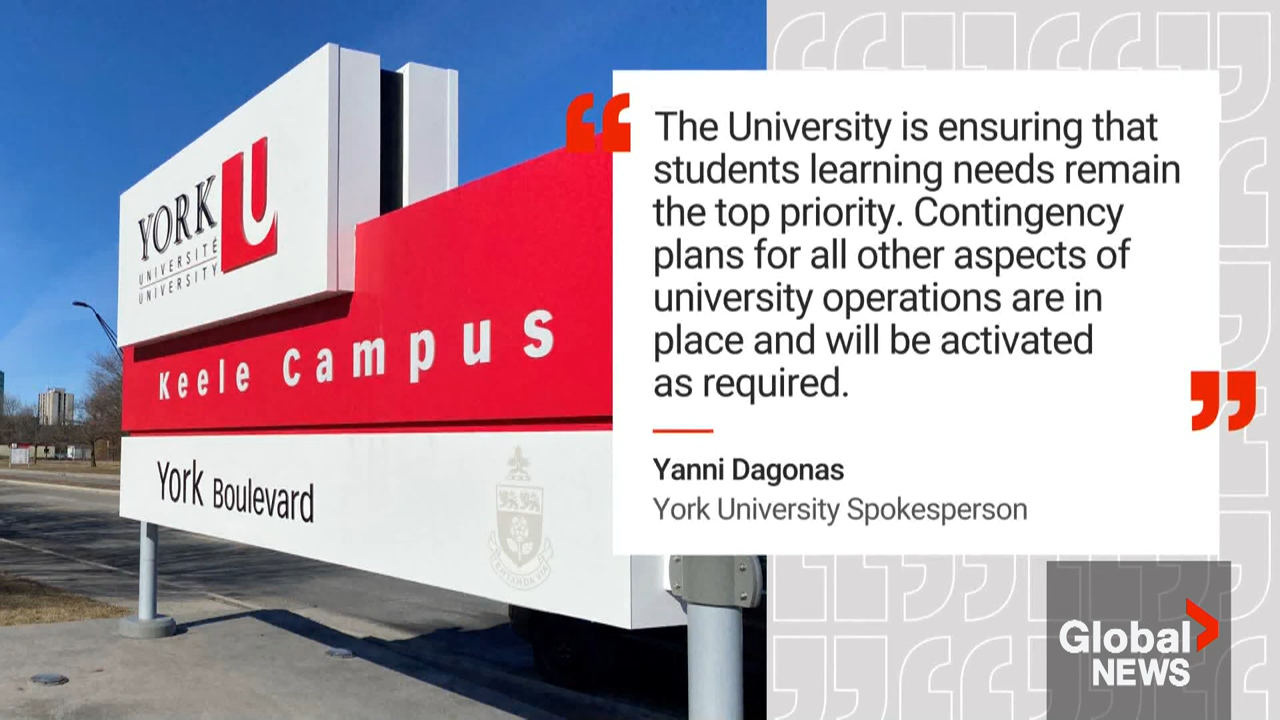 YORK
UNIVERSITÉ
UNIVERSITY
U
Keele Campus
York Boulevard
“
The University is ensuring that
students learning needs remain
the top priority. Contingency
plans for all other aspects of
university operations are in
place and will be activated
as required.
”
Yanni Dagonas
York University Spokesperson
Global
NEWS